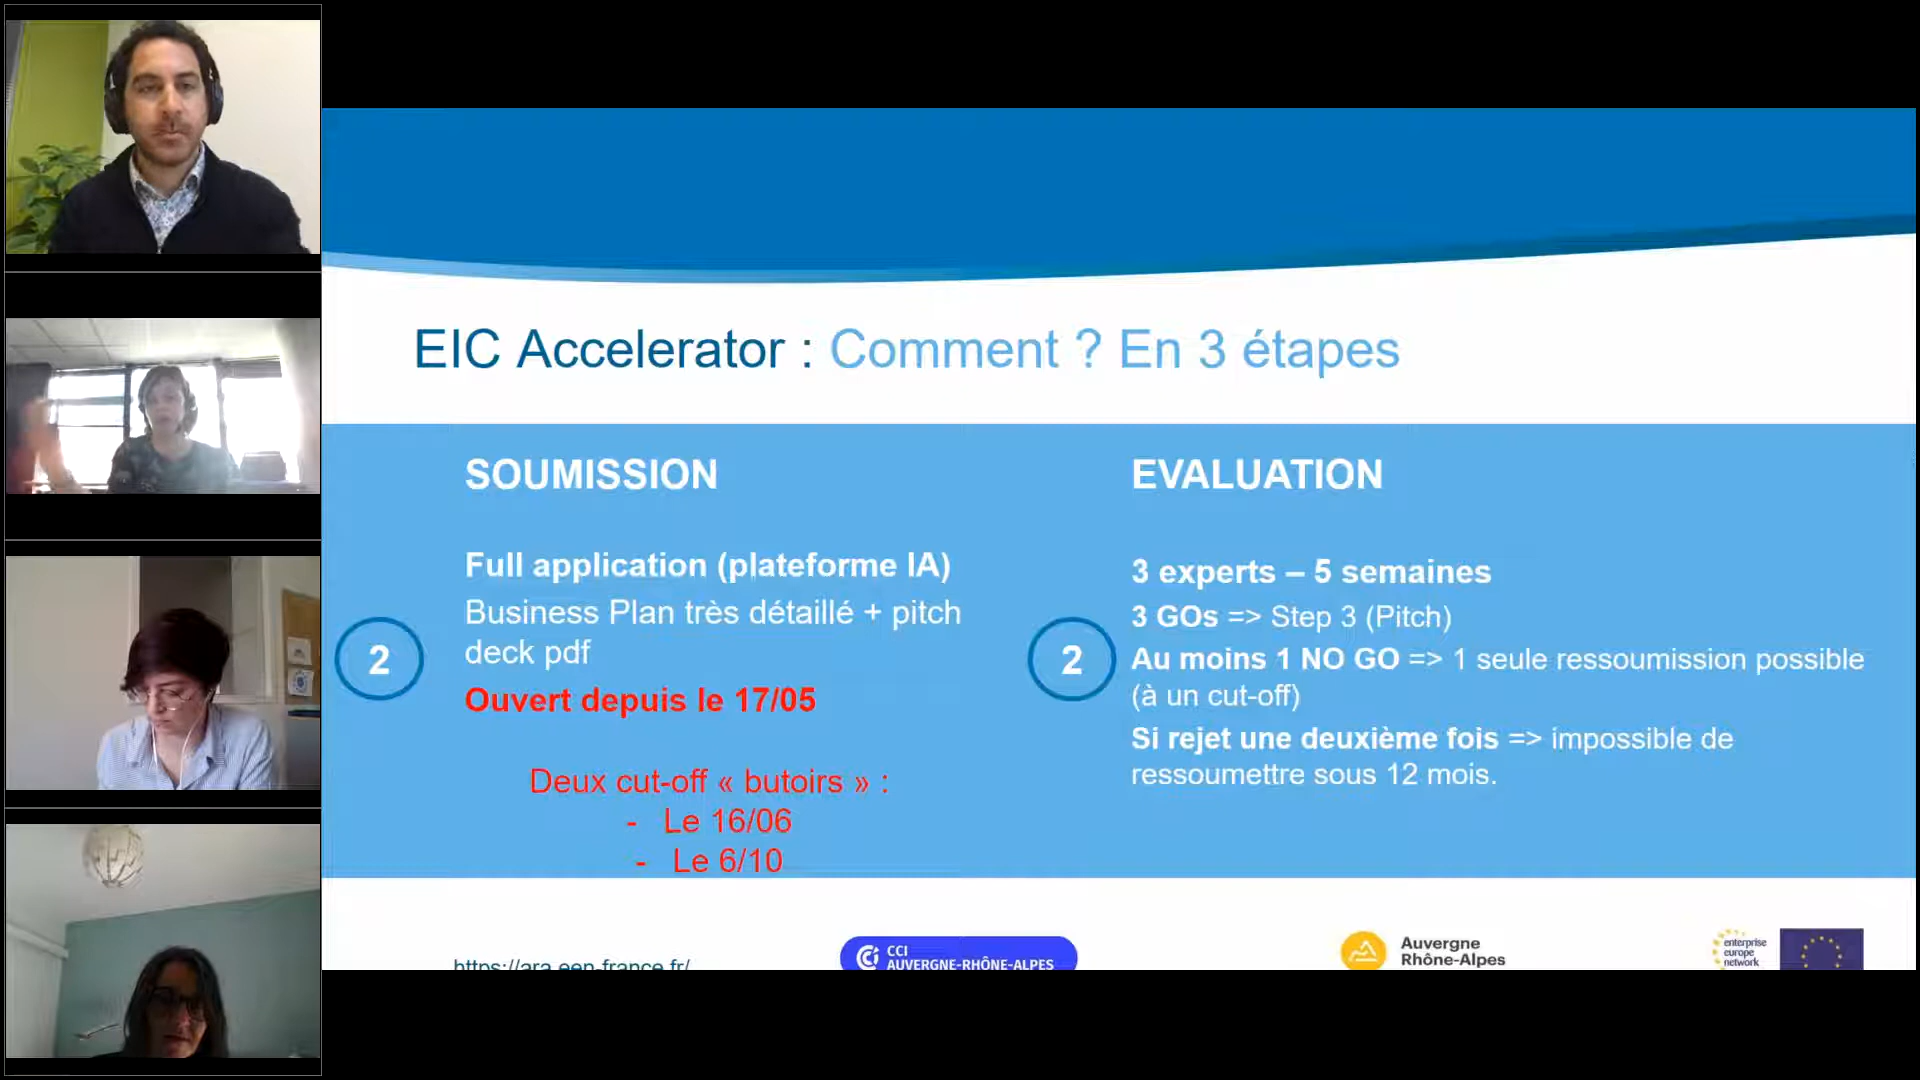 EIC Accelerator : Comment ? En 3 étapes
SOUMISSION
Full application (plateforme IA)
Business Plan très détaillé + pitch
deck pdf
Ouvert depuis le 17/05
2
Deux cut-off « butoirs » :
- Le 16/06
- Le 6/10
EVALUATION
3 experts – 5 semaines
3 GOs => Step 3 (Pitch)
2
Au moins 1 NO GO => 1 seule ressoumission possible
(à un cut-off)
Si rejet une deuxième fois => impossible de
ressoumettre sous 12 mois.
https://ara.een-france.fr/
CCI
AUVERGNE-RHÔNE-ALPES
Auvergne
Rhône-Alpes
enterprise
europe
network